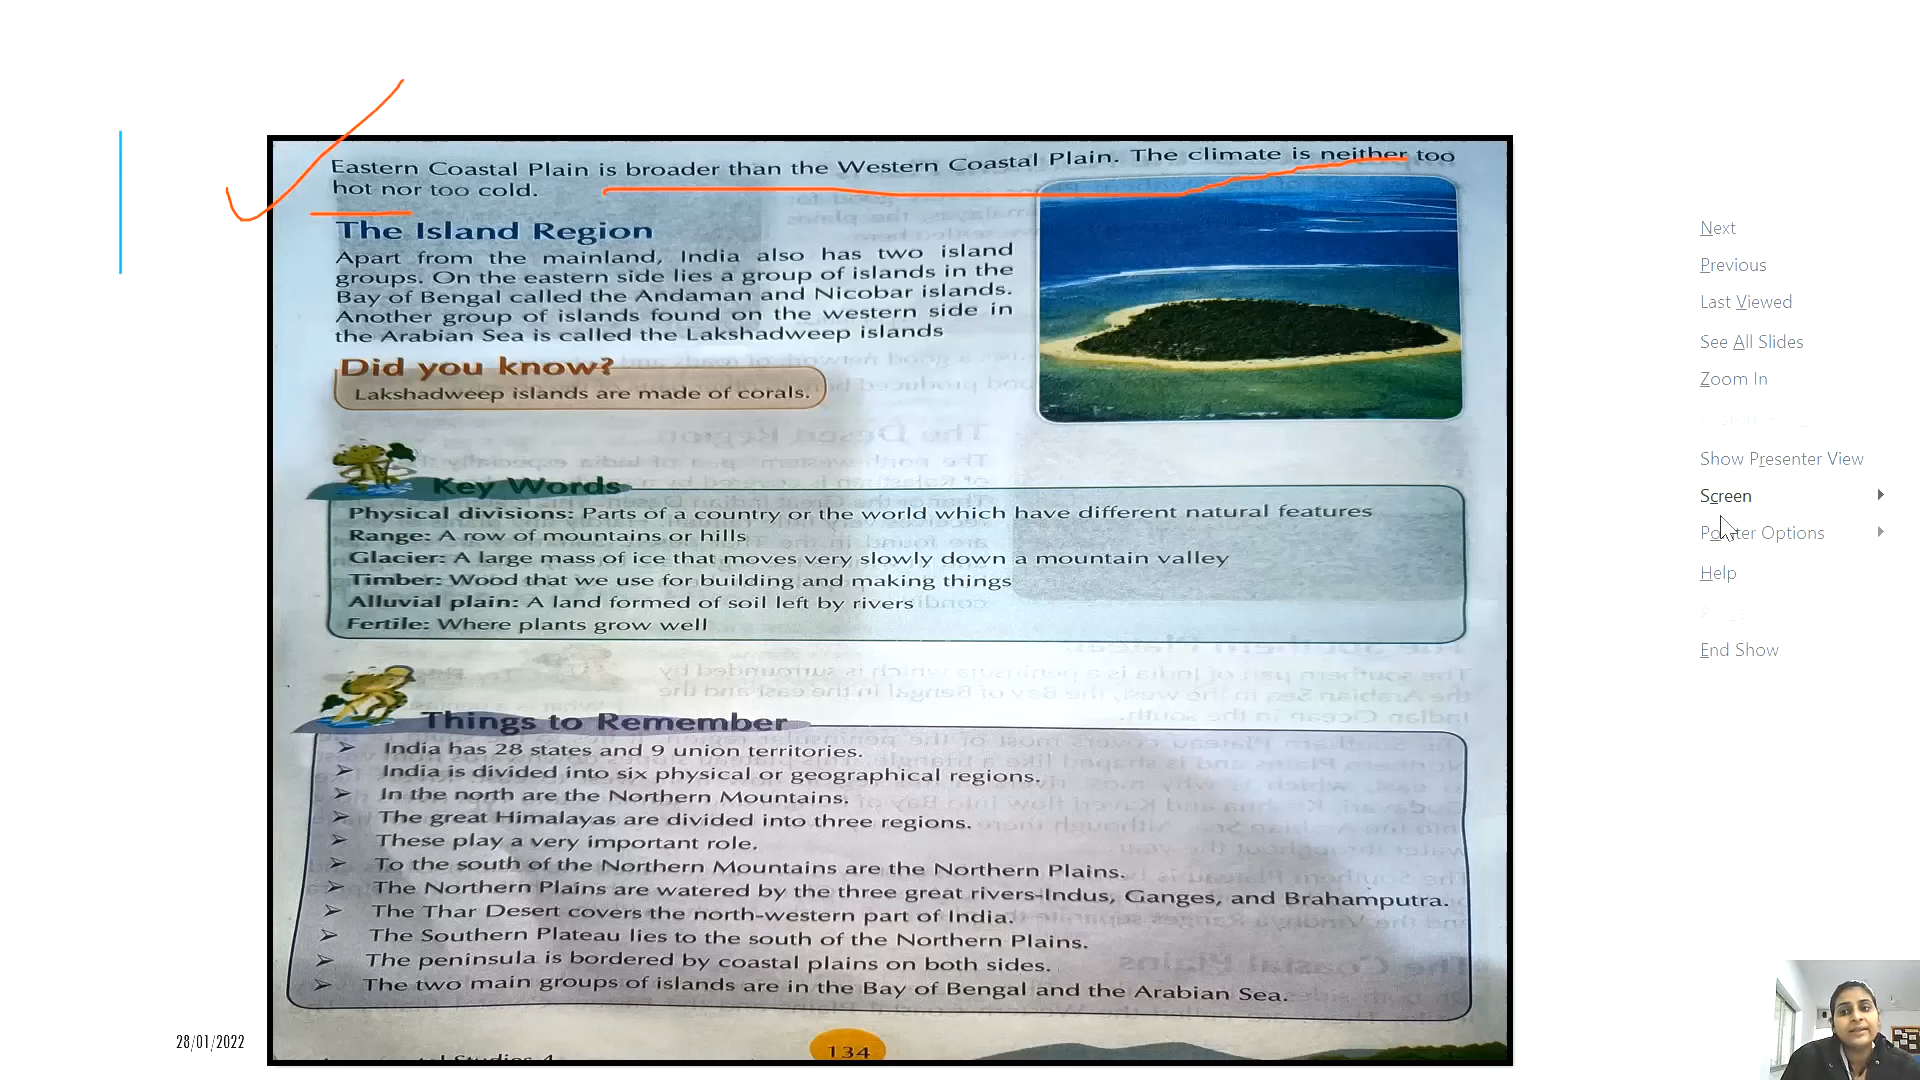 Eastern Coastal Plain is broader than the Western Coastal Plain. The climate is neither too
hot nor too cold.
The Island Region
Apart from the mainland, India also has two island
groups. On the eastern side lies a group of islands in the
Bay of Bengal called the Andaman and Nicobar islands.
Another group of islands found on the western side in
the Arabian Sea is called the Lakshadweep islands
Did you know?
Lakshadweep islands are made of corals.
Key Words
Physical divisions: Parts of a country or the world which have different natural features
Range: A row of mountains or hills
Glacier: A large mass of ice that moves very slowly down a mountain valley
Timber: Wood that we use for building and making things
Alluvial plain: A land formed of soil left by rivers
Fertile: Where plants grow well
Things to Remember
➢ India has 28 states and 9 union territories.
➢ India is divided into six physical or geographical regions.
➢ In the north are the Northern Mountains.
➢ The great Himalayas are divided into three regions.
➢ These play a very important role.
➢ To the south of the Northern Mountains are the Northern Plains.
➢ The Northern Plains are watered by the three great rivers-Indus, Ganges, and Brahamputra.
➢ The Thar Desert covers the north-western part of India.
➢ The Southern Plateau lies to the south of the Northern Plains.
➢ The peninsula is bordered by coastal plains on both sides.
➢ The two main groups of islands are in the Bay of Bengal and the Arabian Sea.
134
28/01/2022
Next
Previous
Last Viewed
See All Slides
Zoom In
Show Presenter View
Screen
Pointer Options
Help
End Show